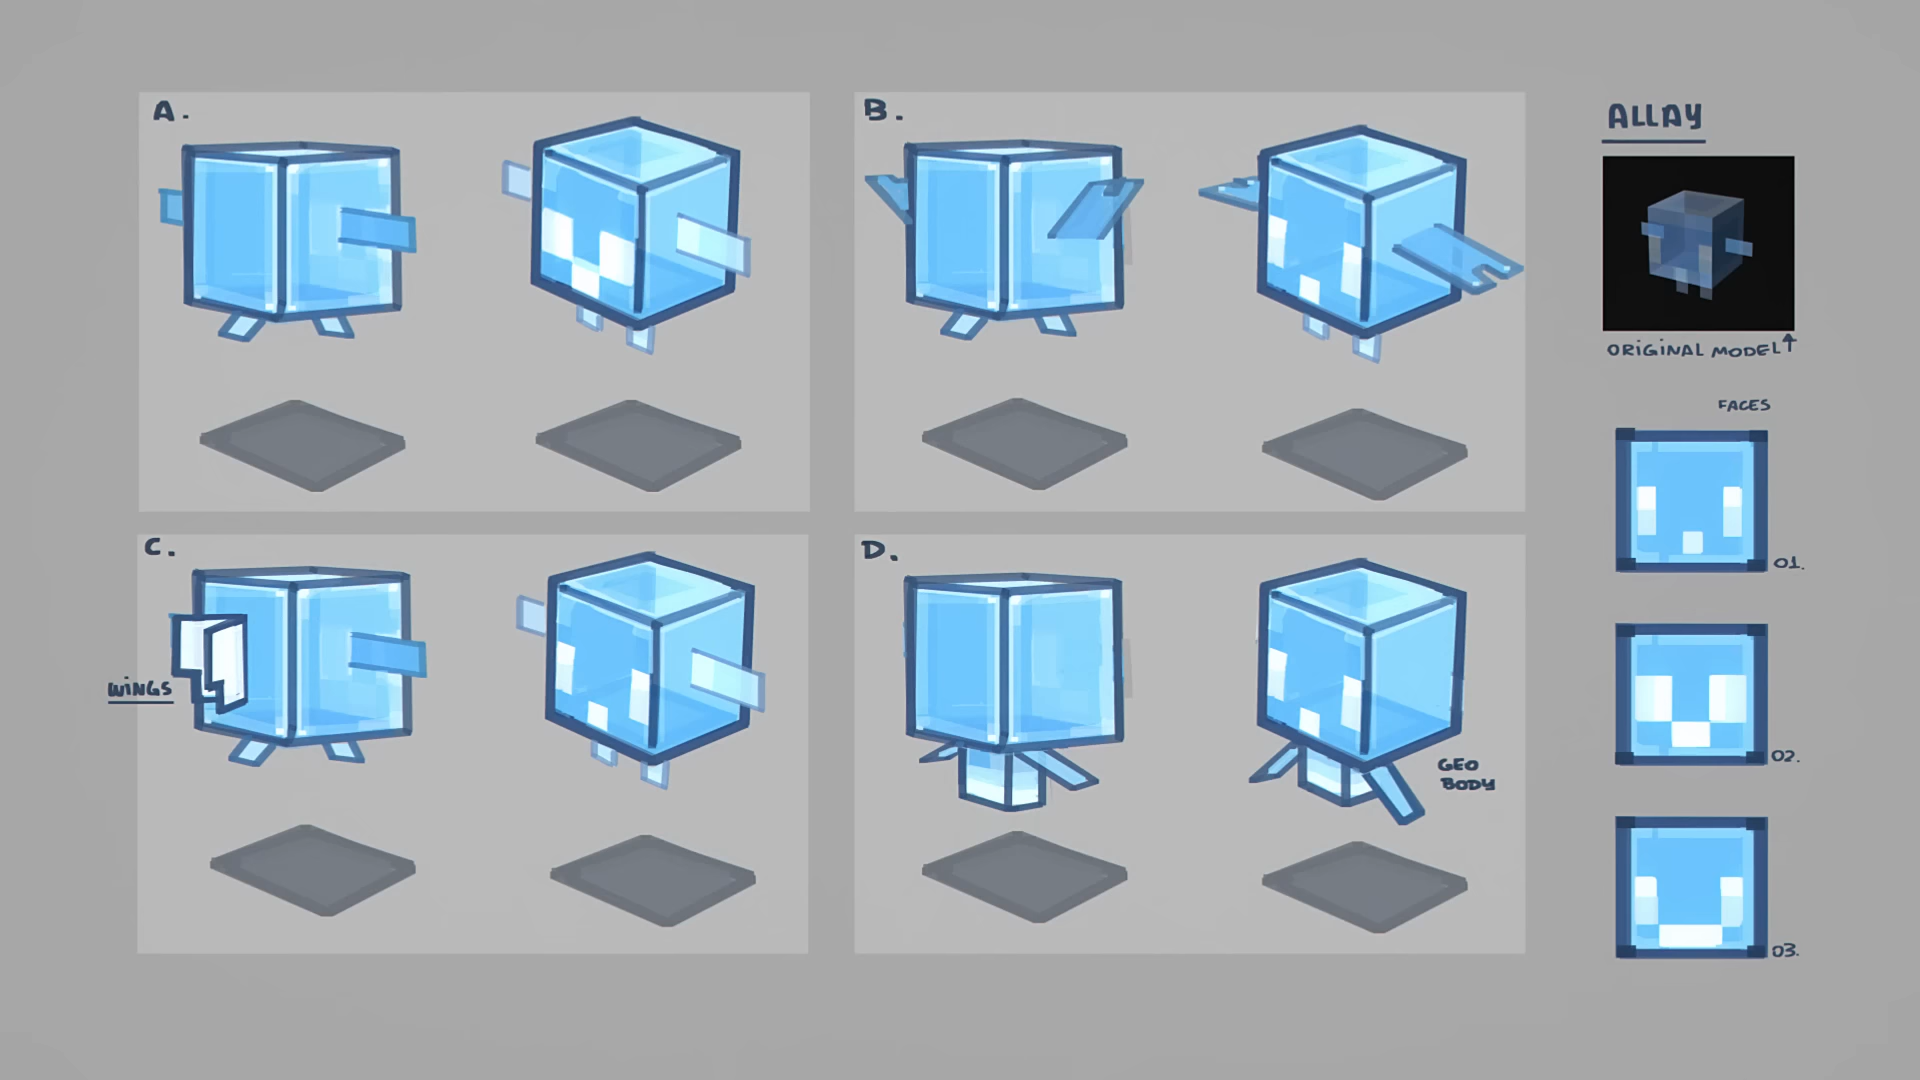 A.
B.
ALLAY
ORIGINAL MODEL↑
FACES
01.
C.
D.
WINGS
02.
GEO
BODY
03.